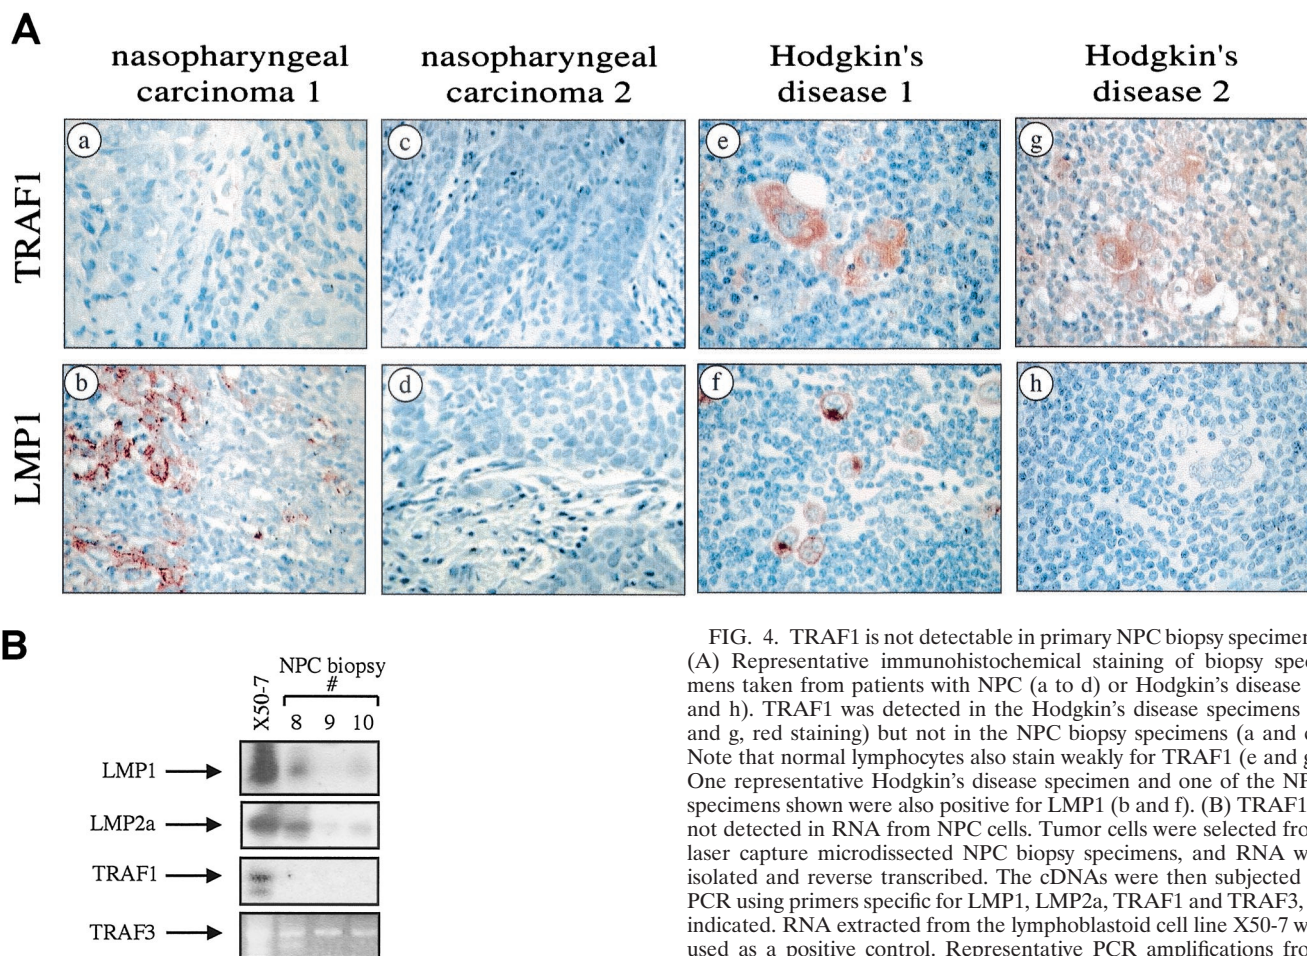 A
nasopharyngeal carcinoma 1
nasopharyngeal carcinoma 2
Hodgkin's disease 1
Hodgkin's disease 2
TRAF1
a
c
e
g
LMP1
b
d
f
h
B
NPC biopsy
#
X50-7
8 9 10
LMP1
LMP2a
TRAF1
TRAF3
FIG. 4. TRAF1 is not detectable in primary NPC biopsy
(A) Representative immunohistochemical staining of biopsy
mens taken from patients with NPC (a to d) or Hodgkin's disease
and h). TRAF1 was detected in the Hodgkin's disease specimens
and g, red staining) but not in the NPC biopsy specimens (a and
Note that normal lymphocytes also stain weakly for TRAF1 (e and
One representative Hodgkin's disease specimen and one of the
specimens shown were also positive for LMP1 (b and f). (B) TRAF1
not detected in RNA from NPC cells. Tumor cells were selected
laser capture microdissected NPC biopsy specimens, and RNA
isolated and reverse transcribed. The cDNAs were then subjected
PCR using primers specific for LMP1, LMP2a, TRAF1 and TRAF3,
indicated. RNA extracted from the lymphoblastoid cell line X50-7
used as a positive control. Representative PCR amplifications